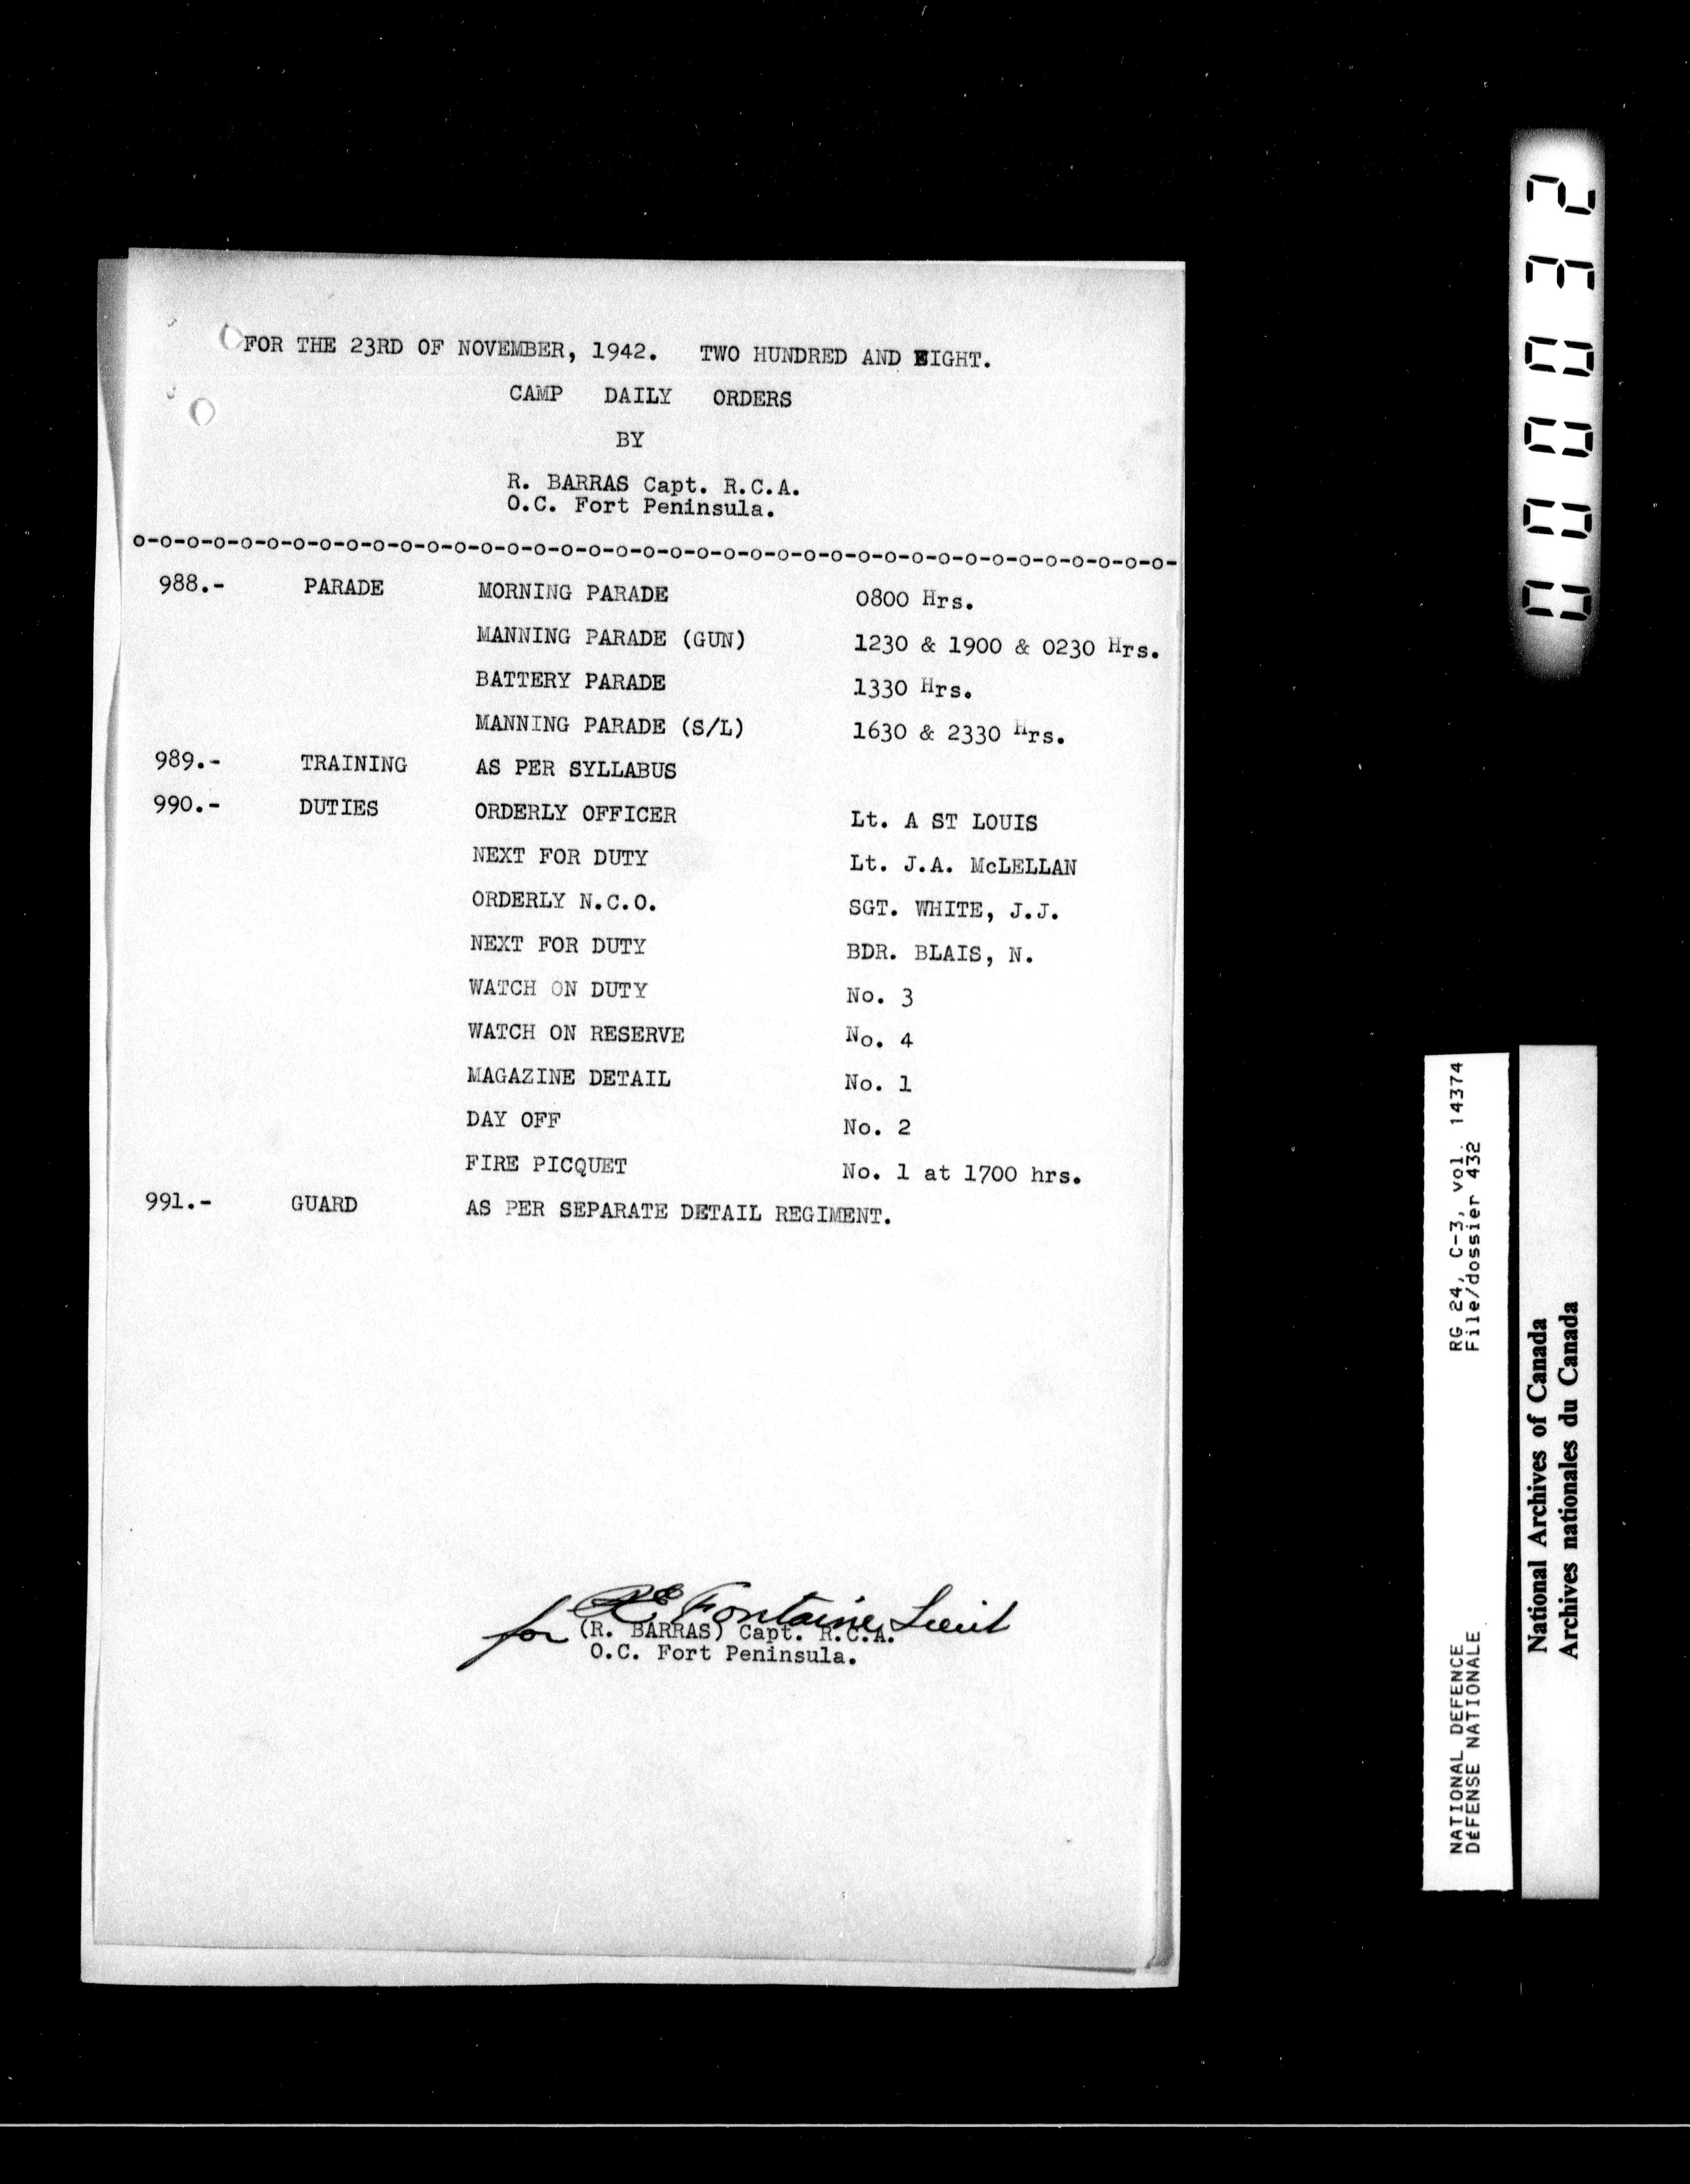 FOR THE 23RD OF NOVEMBER, 1942. TWO HUNDRED AND EIGHT.
CAMP DAILY ORDERS
BY
R. BARRAS Capt. R.C.A.
O.C. Fort Peninsula.
o-o-o-o-o-o-o-o-o-o-o-o-o-o-o-o-o-o-o-o-o-o-o-o-o-o-o-o-o-o-o-o-o-o-o-o-o-o-o-
988.- PARADE MORNING PARADE 0800 Hrs.
MANNING PARADE (GUN) 1230 & 1900 & 0230 Hrs.
BATTERY PARADE 1330 Hrs.
MANNING PARADE (S/L) 1630 & 2330 Hrs.
989.- TRAINING AS PER SYLLABUS
990.- DUTIES ORDERLY OFFICER Lt. A ST LOUIS
NEXT FOR DUTY Lt. J.A. McLELLAN
ORDERLY N.C.O. SGT. WHITE, J.J.
NEXT FOR DUTY BDR. BLAIS, N.
WATCH ON DUTY No. 3
WATCH ON RESERVE No. 4
MAGAZINE DETAIL No. 1
DAY OFF No. 2
FIRE PICQUET No. 1 at 1700 hrs.
991.- GUARD AS PER SEPARATE DETAIL REGIMENT.
for Fontaine Lieut
(R. BARRAS) Capt. R.C.A.
O.C. Fort Peninsula.
000032
NATIONAL DEFENCE RG 24, C-3, vol. 14374
DÉFENSE NATIONALE File/dossier 432
National Archives of Canada
Archives nationales du Canada